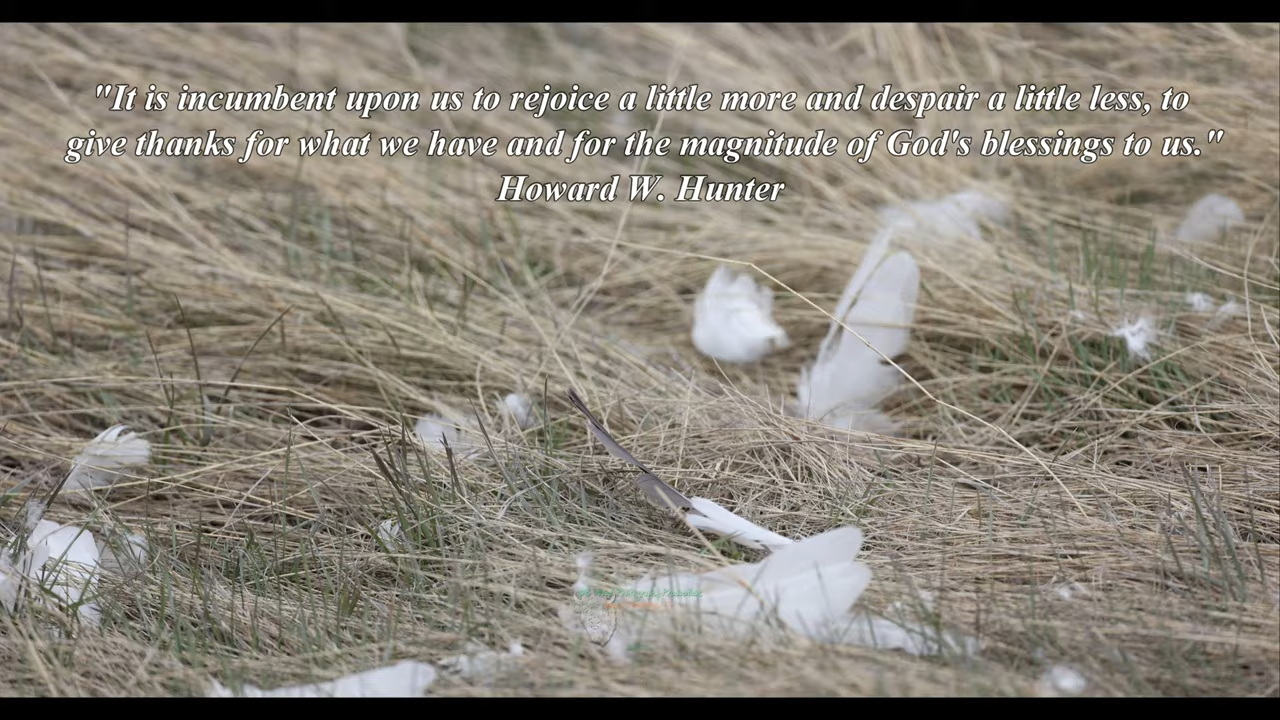 "It is incumbent upon us to rejoice a little more and despair a little less, to
give thanks for what we have and for the magnitude of God's blessings to us."
Howard W. Hunter